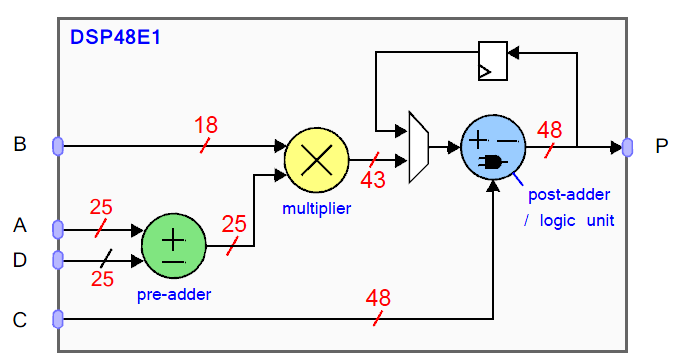 DSP48E1
B
18
48
P
43
multiplier
post-adder
/ logic unit
A
25
25
D
25
pre-adder
48
C